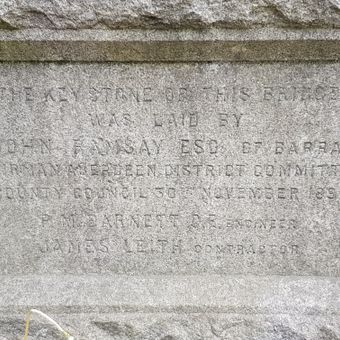 THE KEY STONE OF THIS BRIDGE
WAS LAID BY
JOHN RAMSAY ESQ. OF BARRA
CHAIRMAN ABERDEEN DISTRICT COMMITTEE
COUNTY COUNCIL 30TH NOVEMBER
P. M. BARNETT C.E. ENGINEER
JAMES LEITH CONTRACTOR